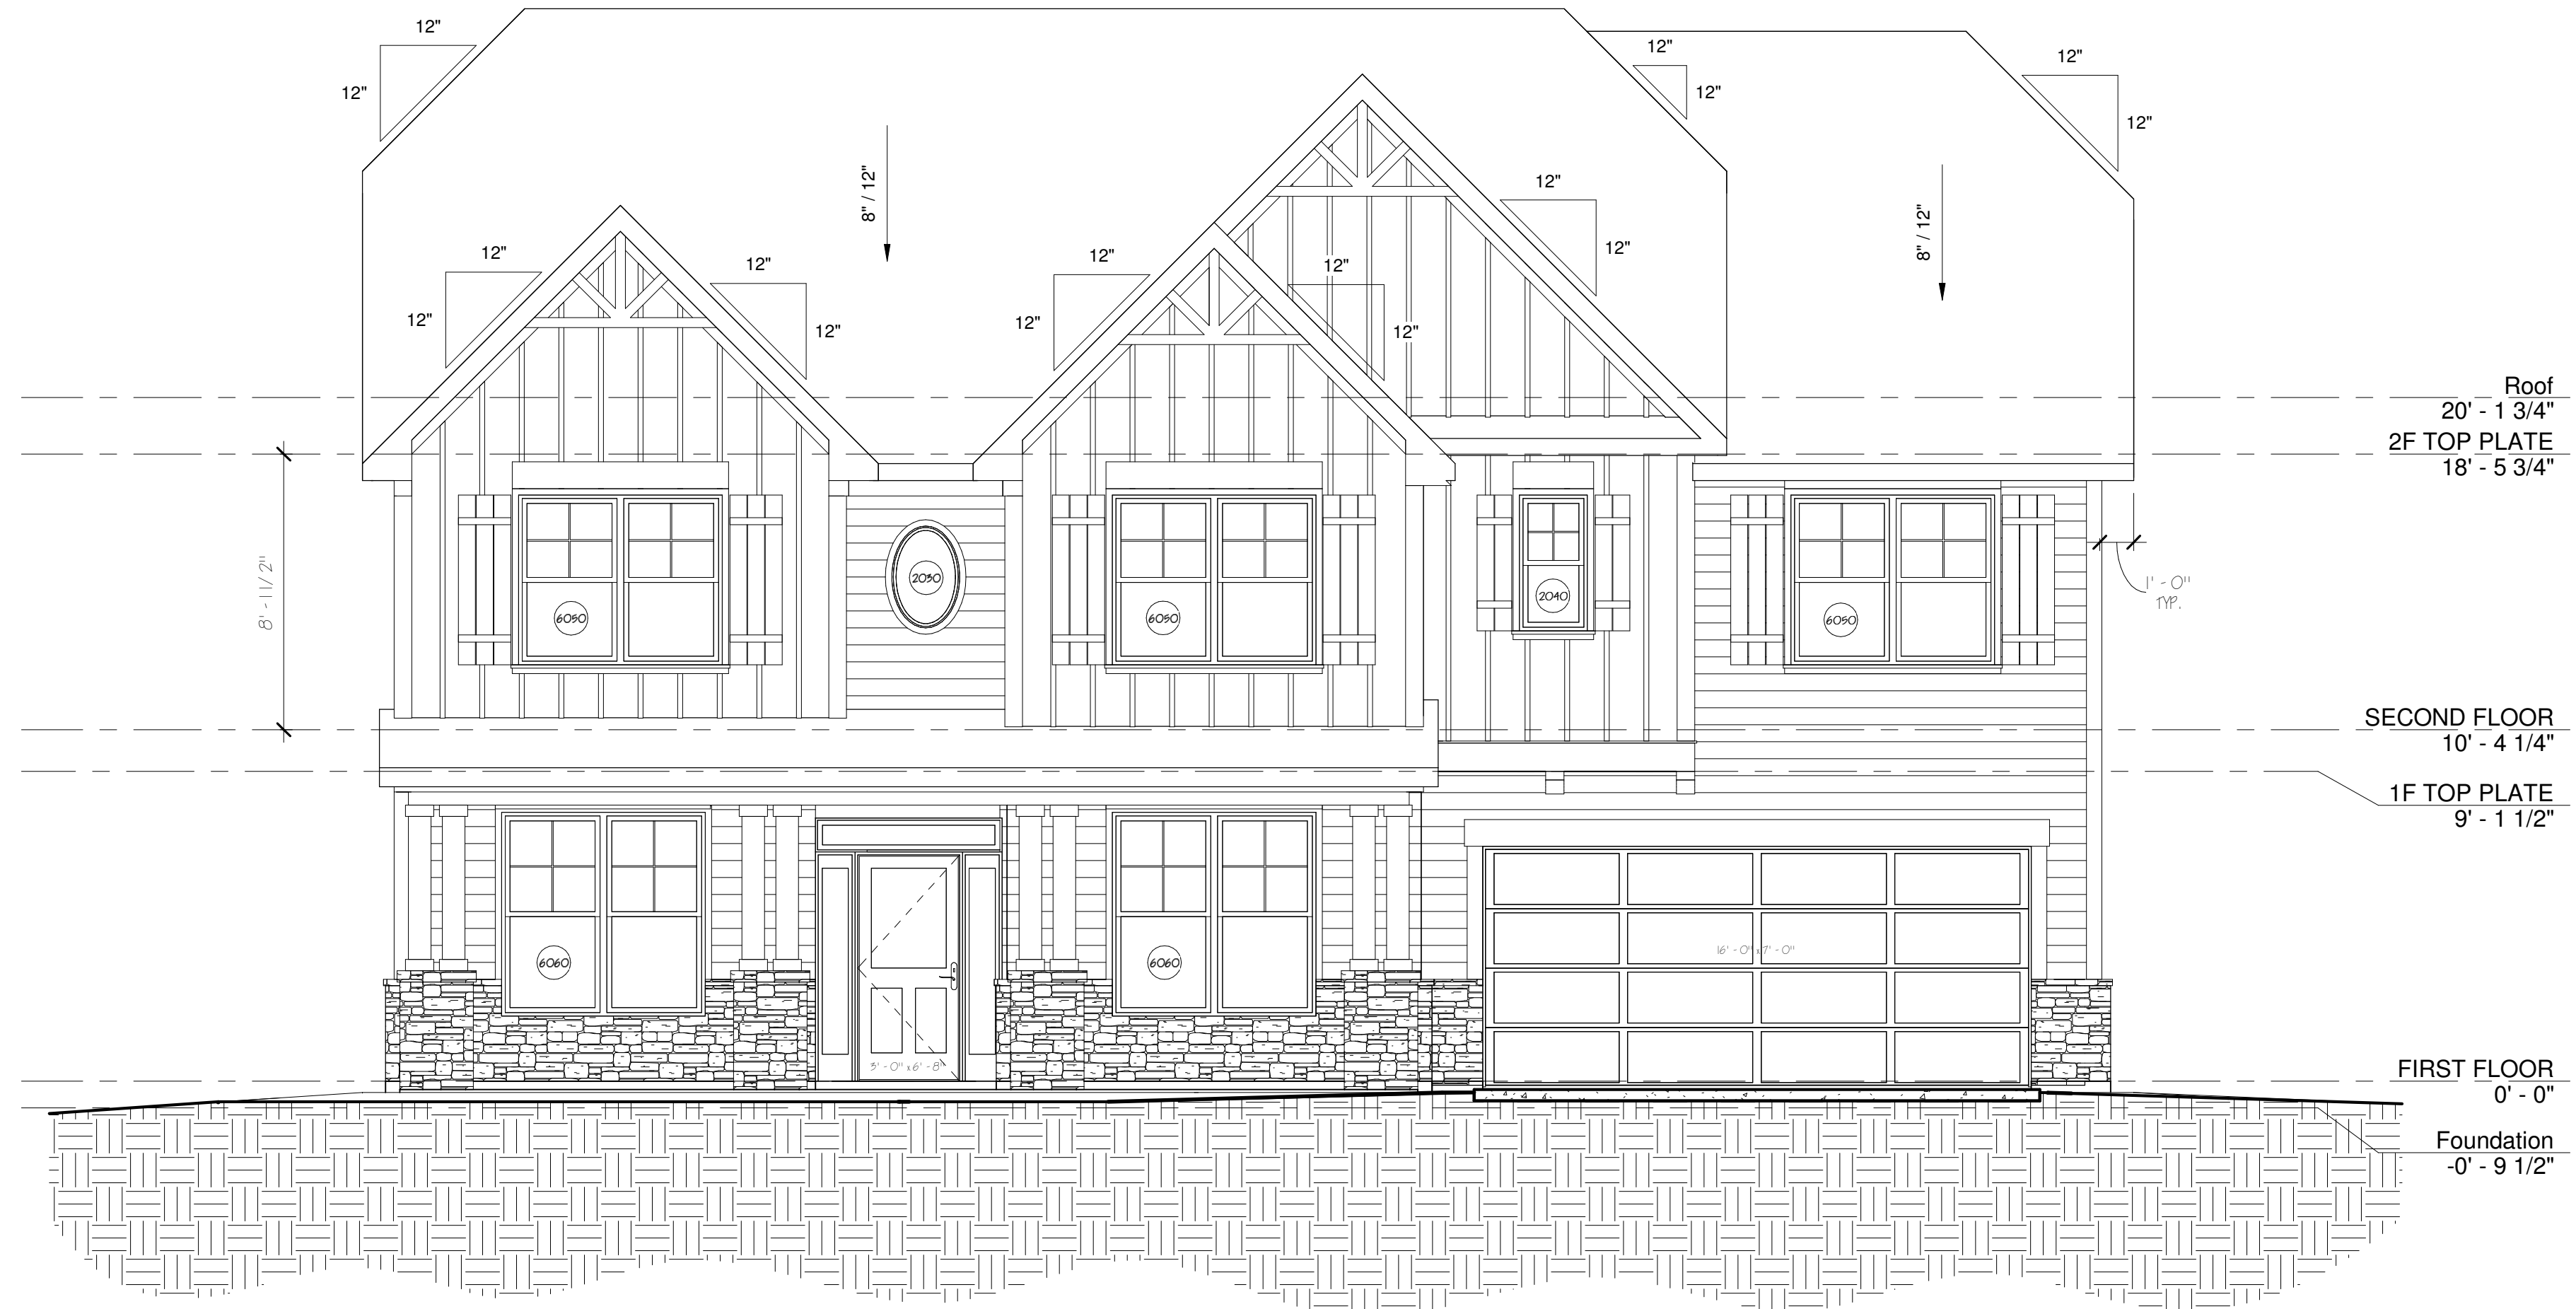 12"
12"
12"
12"
12"
12"
8" / 12"
8" / 12"
12"
12"
12"
12"
12"
12"
12"
12"
12"
12"
Roof
20' - 1 3/4"
2F TOP PLATE
18' - 5 3/4"
8' - 1 1/2"
2030
6050
6050
2040
6050
1' - 0"
TYP.
SECOND FLOOR
10' - 4 1/4"
1F TOP PLATE
9' - 1 1/2"
16' - 0" x 7' - 0"
6060
6060
3' - 0" x 6' - 8"
FIRST FLOOR
0' - 0"
Foundation
-0' - 9 1/2"